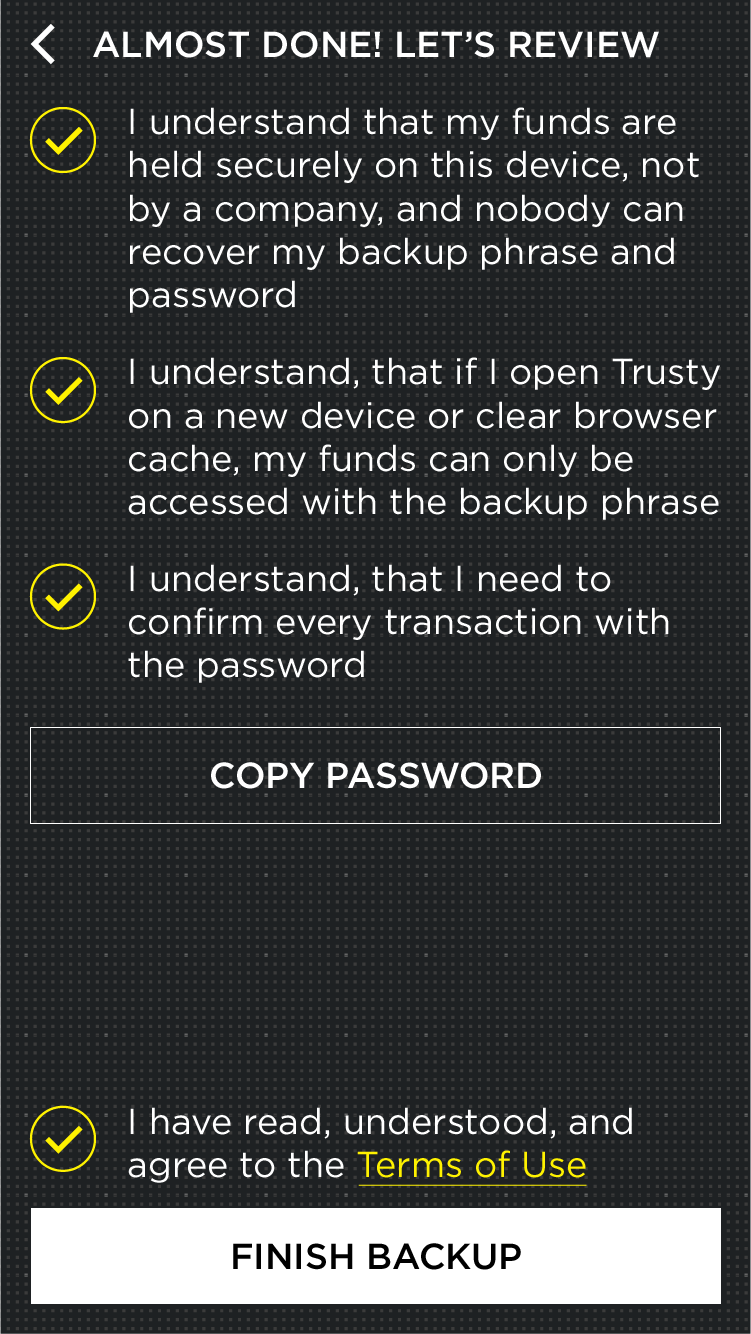 ALMOST DONE! LET’S REVIEW
I understand that my funds are
held securely on this device, not
by a company, and nobody can
recover my backup phrase and
password
I understand, that if I open Trusty
on a new device or clear browser
cache, my funds can only be
accessed with the backup phrase
I understand, that I need to
confirm every transaction with
the password
COPY PASSWORD
I have read, understood, and
agree to the Terms of Use
FINISH BACKUP